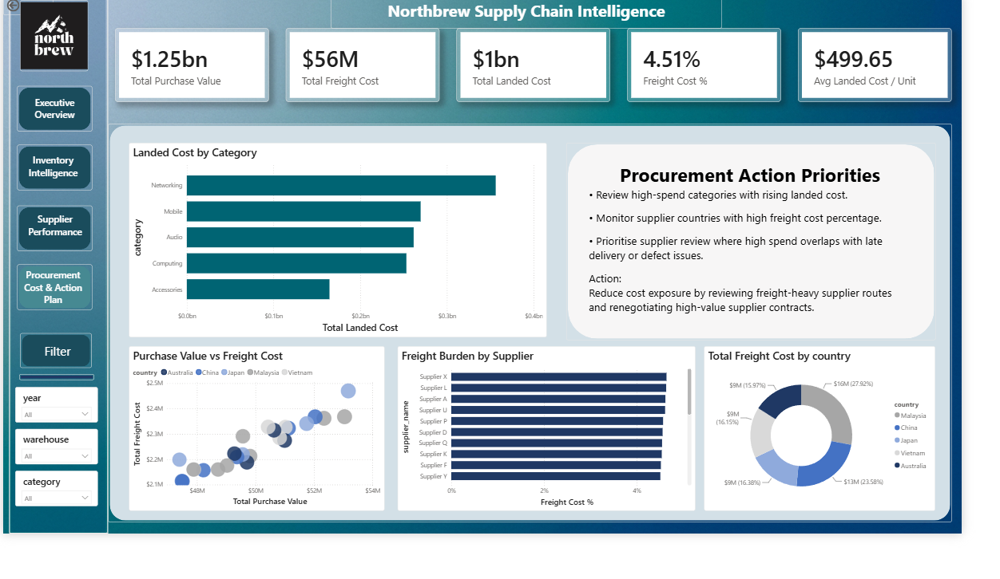 Northbrew Supply Chain Intelligence
north
brew
$1.25bn
Total Purchase Value
$56M
Total Freight Cost
$1bn
Total Landed Cost
4.51%
Freight Cost %
$499.65
Avg Landed Cost / Unit
Executive
Overview
Inventory
Intelligence
Supplier
Performance
Procurement
Cost & Action
Plan
Filter
year
All
warehouse
All
category
All
Landed Cost by Category
category
Networking
Mobile
Audio
Computing
Accessories
$0.0bn
$0.1bn
$0.2bn
$0.3bn
$0.4bn
Total Landed Cost
Procurement Action Priorities
• Review high-spend categories with rising landed cost.
• Monitor supplier countries with high freight cost percentage.
• Prioritise supplier review where high spend overlaps with late
delivery or defect issues.
Action:
Reduce cost exposure by reviewing freight-heavy supplier routes
and renegotiating high-value supplier contracts.
Purchase Value vs Freight Cost
country Australia China Japan Malaysia Vietnam
Total Freight Cost
$2.5M
$2.4M
$2.3M
$2.2M
$2.1M
$48M
$50M
$52M
$54M
Total Purchase Value
Freight Burden by Supplier
supplier_name
Supplier X
Supplier L
Supplier A
Supplier U
Supplier P
Supplier D
Supplier Q
Supplier K
Supplier F
Supplier Y
0%
2%
4%
Freight Cost %
Total Freight Cost by country
$9M (15.97%)
$16M (27.92%)
$9M
(16.15%)
$9M (16.38%)
$13M (23.58%)
country
Malaysia
China
Japan
Vietnam
Australia